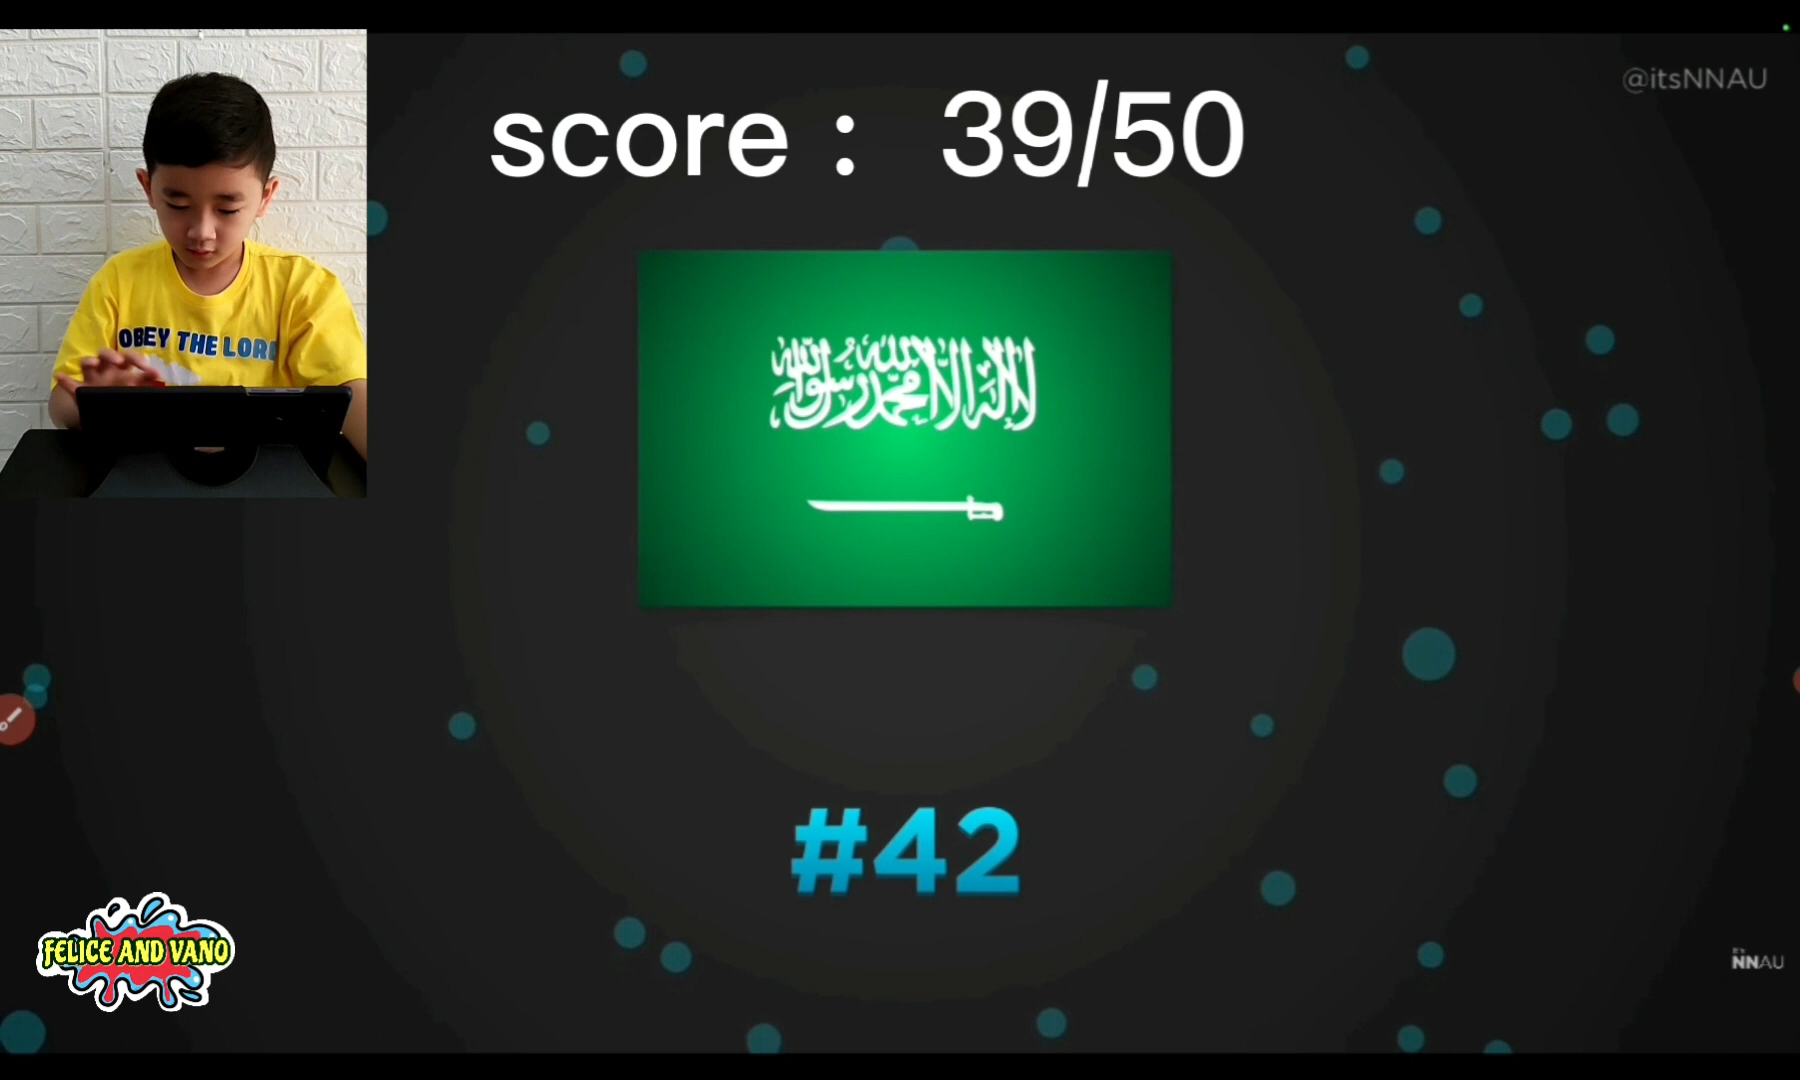 @itsNNAU
score : 39/50
OBEY THE LORD
لا إله إلا الله محمد رسول الله
#42
FELICE AND VANO
NNAU